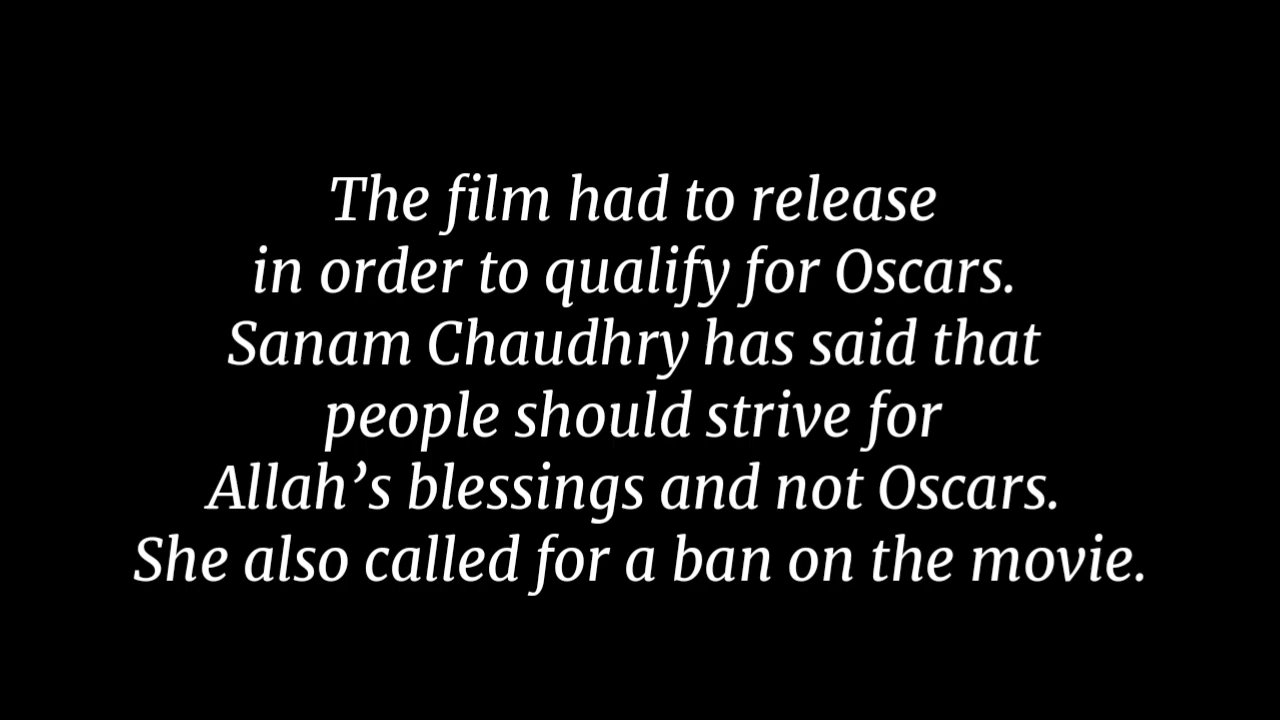 The film had to release
in order to qualify for Oscars.
Sanam Chaudhry has said that
people should strive for
Allah’s blessings and not Oscars.
She also called for a ban on the movie.